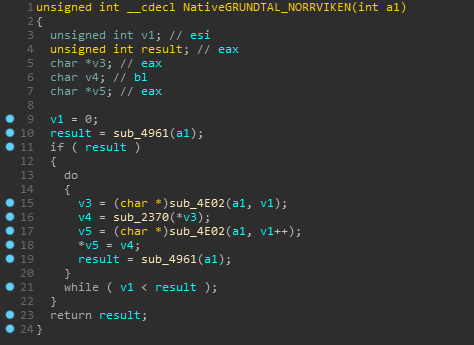 1 unsigned int __cdecl NativeGRUNDTAL_NORRVIKEN(int a1)
2 {
3 unsigned int v1; // esi
4 unsigned int result; // eax
5 char *v3; // eax
6 char v4; // bl
7 char *v5; // eax
8
9 v1 = 0;
10 result = sub_4961(a1);
11 if ( result )
12 {
13 do
14 {
15 v3 = (char *)sub_4E02(a1, v1);
16 v4 = sub_2370(*v3);
17 v5 = (char *)sub_4E02(a1, v1++);
18 *v5 = v4;
19 result = sub_4961(a1);
20 }
21 while ( v1 < result );
22 }
23 return result;
24 }